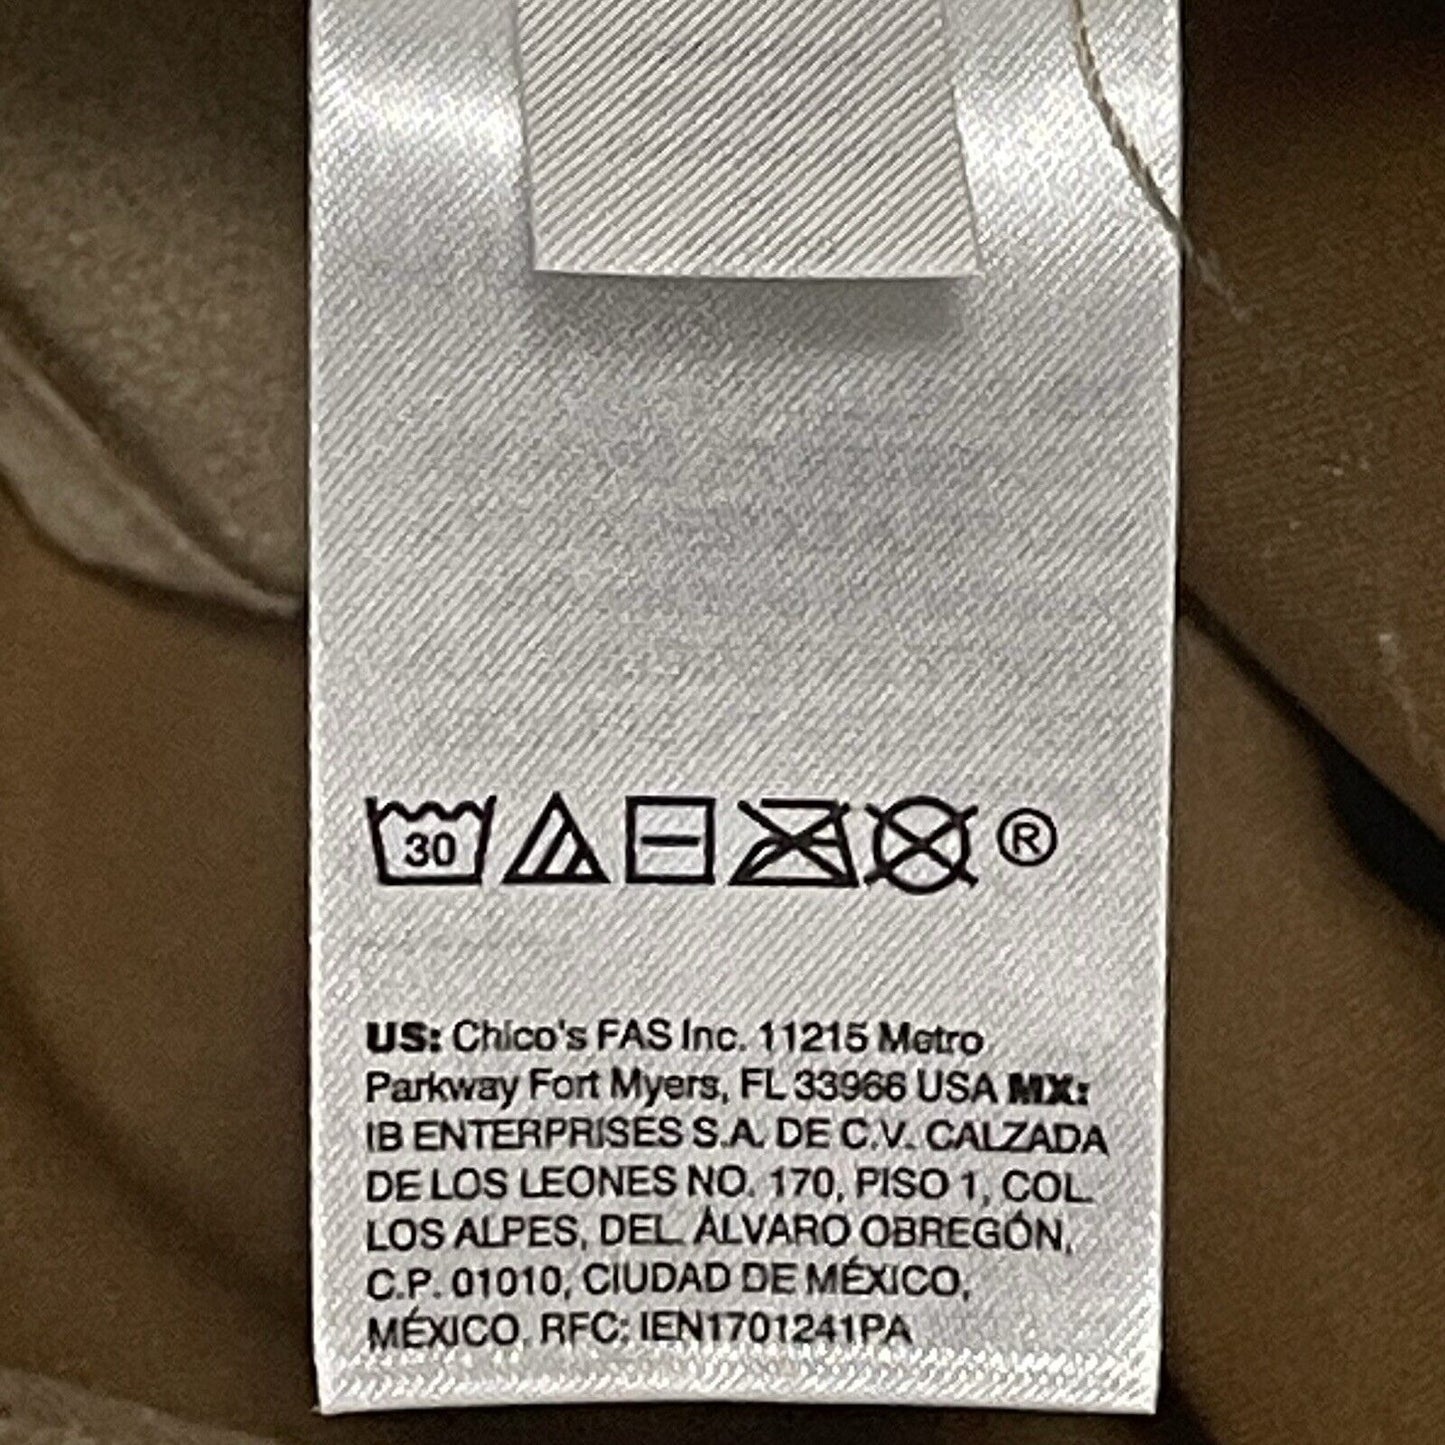 30 ®
US: Chico's FAS Inc. 11215 Metro
Parkway Fort Myers, FL 33966 USA MX:
IB ENTERPRISES S.A. DE C.V. CALZADA
DE LOS LEONES NO. 170, PISO 1, COL.
LOS ALPES, DEL. ÁLVARO OBREGÓN,
C.P. 01010, CIUDAD DE MÉXICO,
MÉXICO. RFC: IEN1701241PA